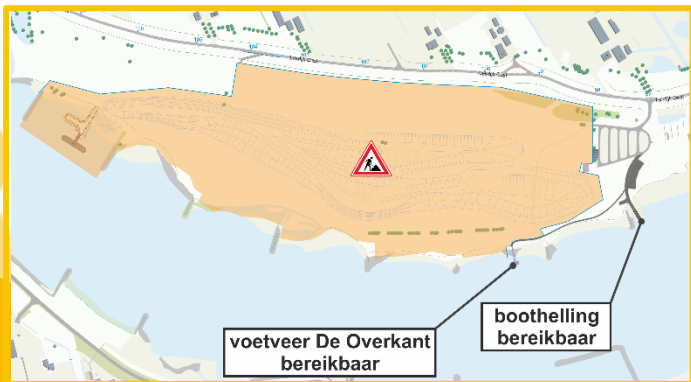 voetveer De Overkant
bereikbaar
boothelling
bereikbaar